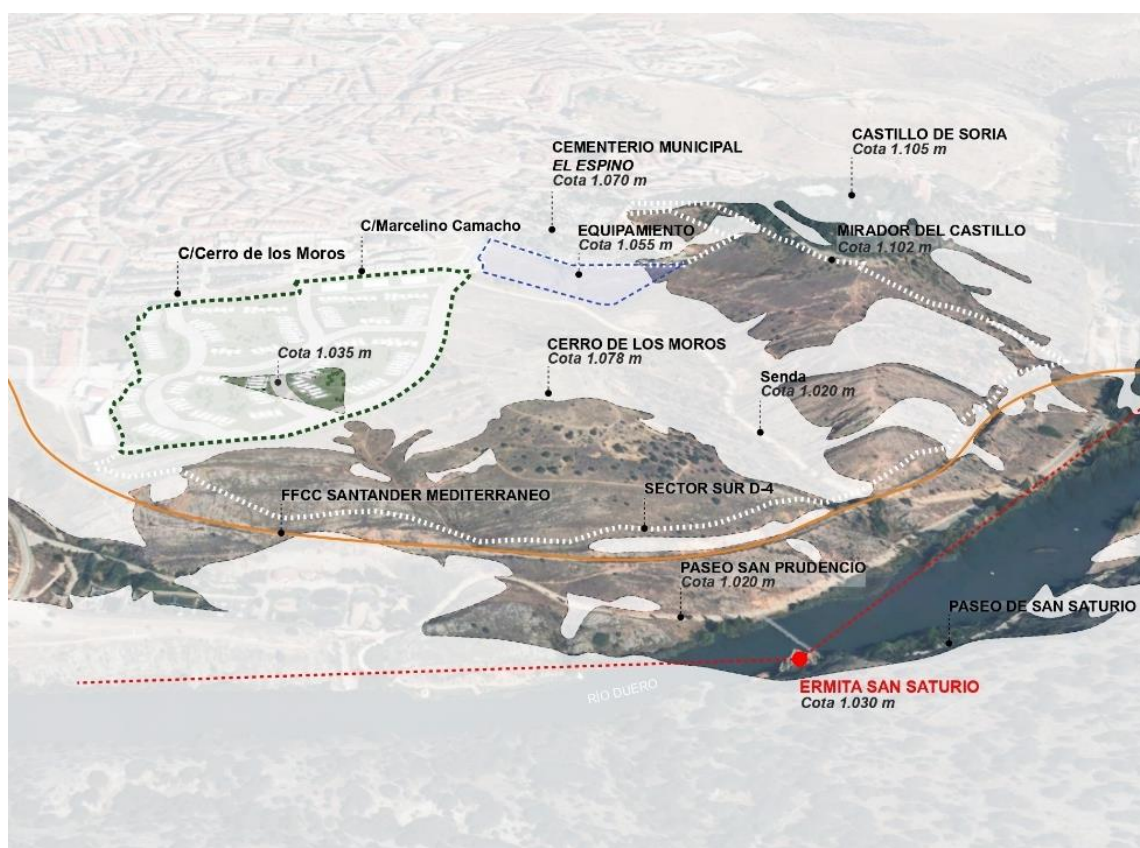 CASTILLO DE SORIA
Cota 1.105 m
CEMENTERIO MUNICIPAL
EL ESPINO
Cota 1.070 m
C/Marcelino Camacho
EQUIPAMIENTO
Cota 1.055 m
MIRADOR DEL CASTILLO
Cota 1.102 m
C/Cerro de los Moros
CERRO DE LOS MOROS
Cota 1.078 m
Cota 1.035 m
Senda
Cota 1.020 m
FFCC SANTANDER MEDITERRANEO
SECTOR SUR D-4
PASEO SAN PRUDENCIO
Cota 1.020 m
PASEO DE SAN SATURIO
ERMITA SAN SATURIO
Cota 1.030 m
RÍO DUERO